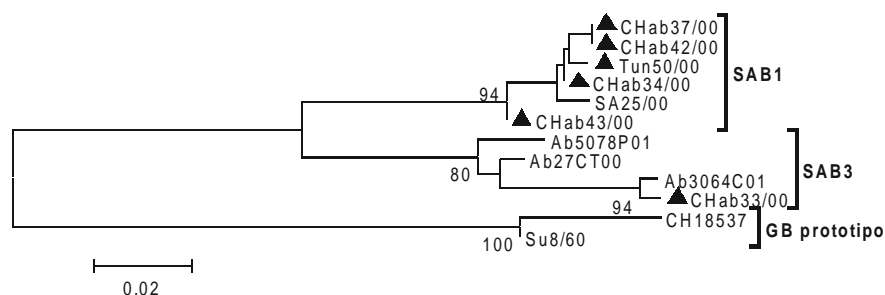 CHab37/00
CHab42/00
Tun50/00
CHab34/00
SA25/00
94
CHab43/00
SAB1
Ab5078P01
Ab27CT00
80
Ab3064C01
CHab33/00
94
SAB3
CH18537
Su8/60
100
GB prototipo
0.02